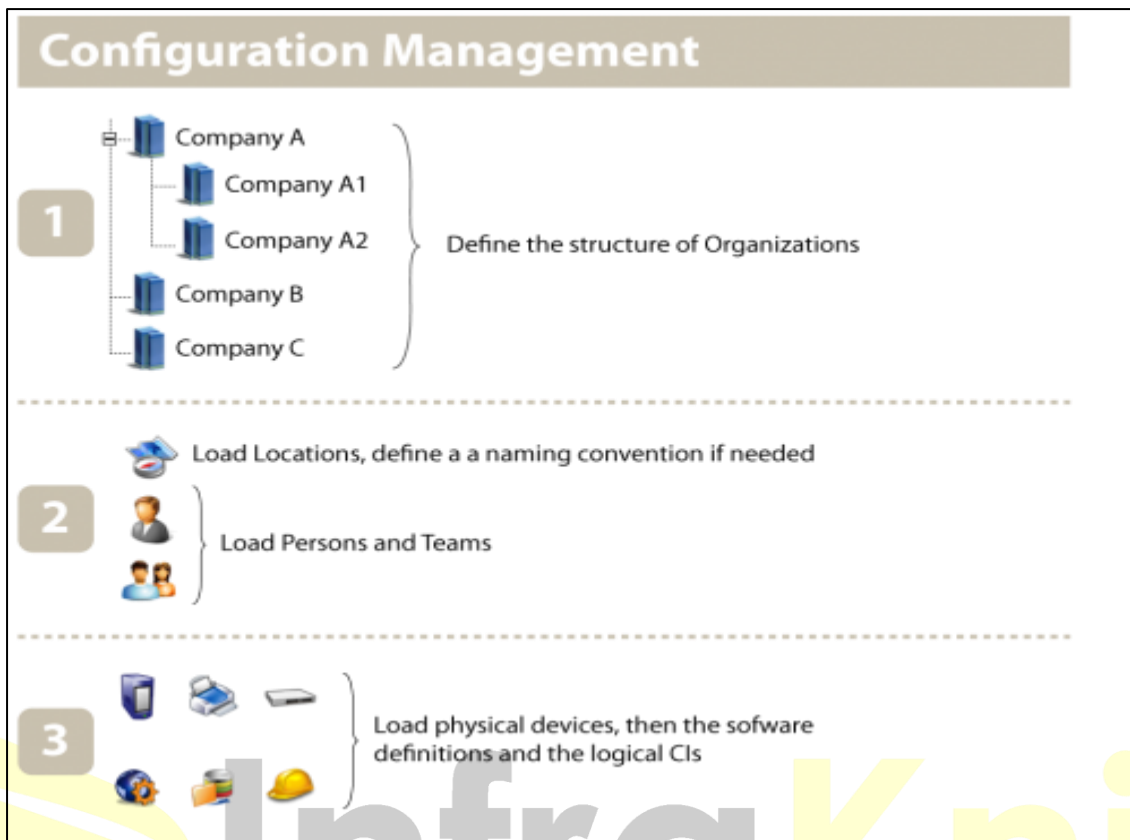 Configuration Management
Company A
Company A1
1
Company A2
Define the structure of Organizations
Company B
Company C
Load Locations, define a a naming convention if needed
2
Load Persons and Teams
3
Load physical devices, then the sofware
definitions and the logical CIs